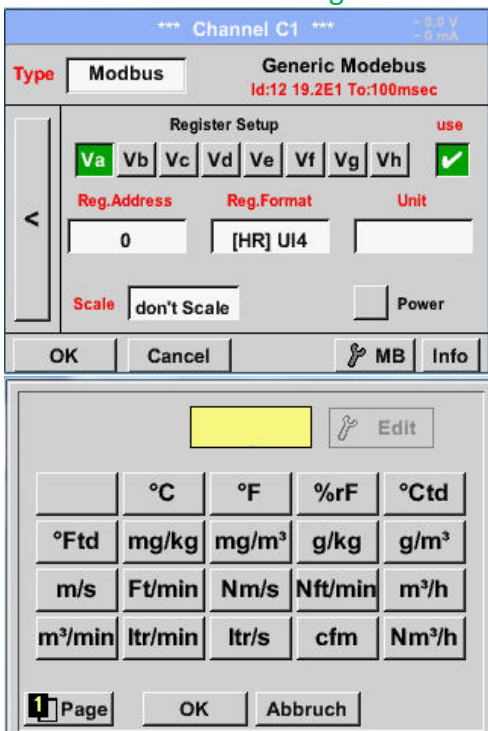 *** Channel C1 ***
~ 0.0 V
~ 0 mA
Type Modbus
Generic Modebus
Id:12 19.2E1 To:100msec
Register Setup
use
Va Vb Vc Vd Ve Vf Vg Vh
Reg.Address Reg.Format Unit
<
0 [HR] UI4
Scale don't Scale Power
OK Cancel MB Info
Edit
°C °F %rF °Ctd
°Ftd mg/kg mg/m³ g/kg g/m³
m/s Ft/min Nm/s Nft/min m³/h
m³/min ltr/min ltr/s cfm Nm³/h
1 Page OK Abbruch